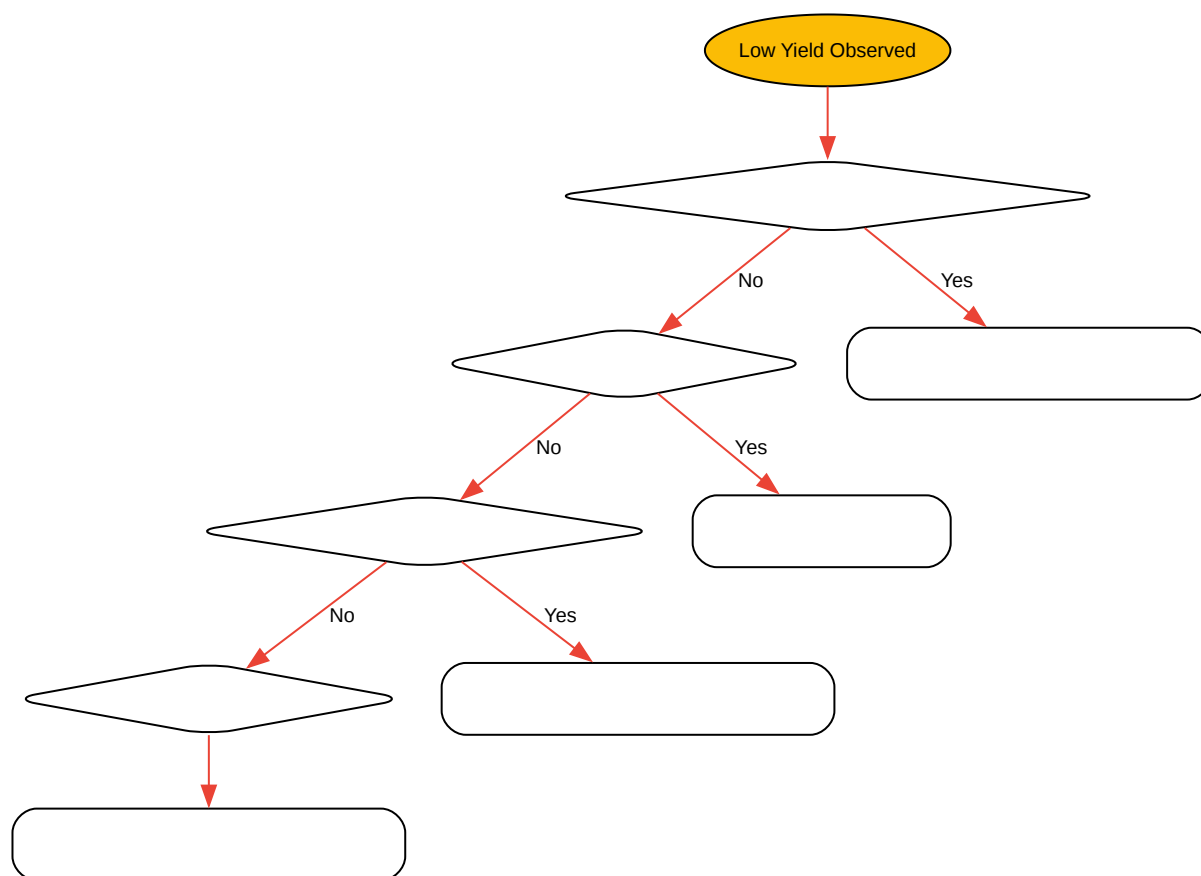 Low Yield Observed
No
Yes
No
Yes
No
Yes